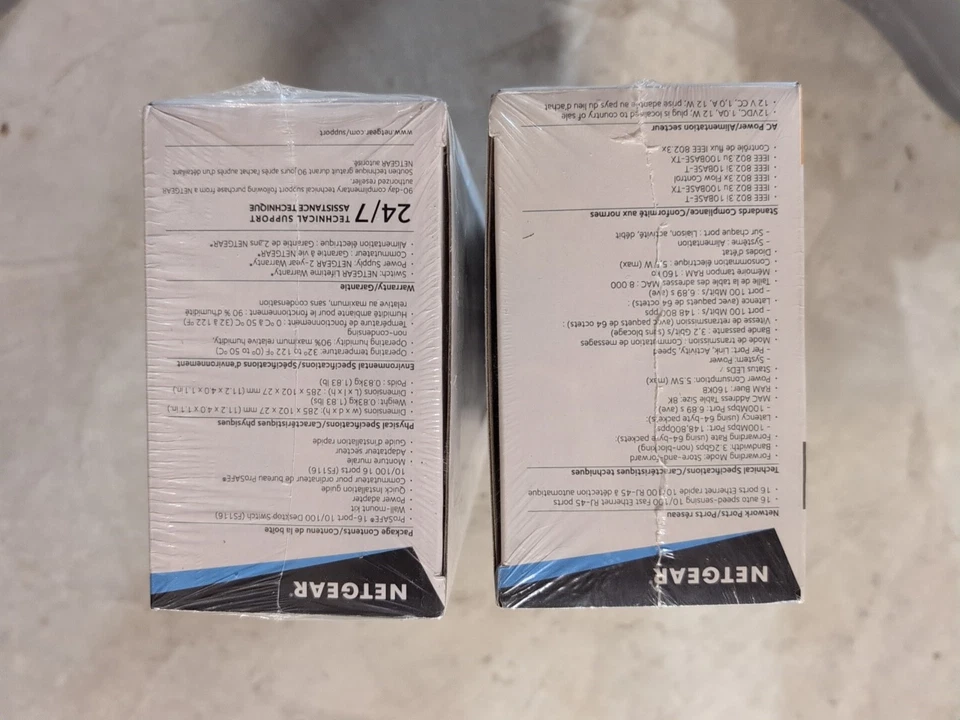 NETGEAR®
Package Contents/Contenu de la boîte
• ProSAFE® 16-port 10/100 Desktop Switch (FS116)
• Wall-mount kit
• Power adapter
• Quick installation guide
• Commutateur pour ordinateur de bureau ProSAFE®
10/100 16 ports (FS116)
• Monture murale
• Adaptateur secteur
• Guide d'installation rapide
Physical Specifications/Caractéristiques physiques
• Dimensions (w x d x h): 285 x 102 x 27 mm (11.2 x 4.0 x 1.1 in.)
• Weight: 0.83kg (1.83 lbs)
• Dimensions (L x l x h) : 285 x 102 x 27 mm (11.2 x 4.0 x 1.1 in.)
• Poids : 0.83 kg (1.83 lb)
Environmental Specifications/Spécifications d'environnement
• Operating temperature: 32º to 122 ºF (0º to 50 ºC)
• Operating humidity: 90% maximum relative humidity,
non-condensing
• Température de fonctionnement : 0 ºC à 50 ºC (32 à 122 ºF)
• Humidité ambiante pour le fonctionnement : 90 % d'humidité
relative au maximum, sans condensation
Warranty/Garantie
• Switch: NETGEAR Lifetime Warranty*
• Power Supply: NETGEAR 2-year Warranty*
• Commutateur : Garantie à vie NETGEAR*
• Alimentation électrique : Garantie de 2 ans NETGEAR*
24/7 TECHNICAL SUPPORT
ASSISTANCE TECHNIQUE
90-day complimentary technical support following purchase from a NETGEAR
authorized reseller.
Soutien technique gratuit durant 90 jours après l'achat auprès d'un détaillant
NETGEAR autorisé.
www.netgear.com/support
NETGEAR®
Network Ports/Ports réseau
• 16 auto speed-sensing 10/100 Fast Ethernet RJ-45 ports
• 16 ports Ethernet rapide 10/100 RJ-45 à détection automatique
Technical Specifications/Caractéristiques techniques
• Forwarding Mode: Store-and-Forward
• Bandwidth: 3.2Gbps (non-blocking)
• Forwarding Rate (using 64-byte packets):
- 100Mbps Port: 148,800pps
• Latency (using 64-byte packets):
- 100Mbps Port: 6.89 s (ave)
• MAC Address Table Size: 8K
• RAM Buer: 160KB
• Power Consumption: 5.5W (max)
• Status LEDs
- System: Power
- Per Port: Link, Activity, Speed
• Mode de transmission : Commutation de messages
• Bande passante : 3,2 Gbit/s (sans blocage)
• Vitesse de retransmission (avec paquets de 64 octets) :
- port 100 Mbit/s : 148 800pps
• Latence (avec paquets de 64 octets) :
- port 100 Mbit/s : 6,89 s (ave)
• Taille de la table des adresses MAC : 8 000
• Mémoire tampon RAM : 160 ko
• Consommation électrique : 5,5 W (max)
• Diodes d'état
- Système : Alimentation
- Sur chaque port : Liaison, activité, débit
Standards Compliance/Conformité aux normes
• IEEE 802.3i 10BASE-T
• IEEE 802.3u 100BASE-TX
• IEEE 802.3x Flow Control
• IEEE 802.3i 10BASE-T
• IEEE 802.3u 100BASE-TX
• Contrôle de flux IEEE 802.3x
AC Power/Alimentation secteur
• 12VDC, 1.0A, 12 W; plug is localized to country of sale
• 12 V CC, 1,0 A, 12 W; prise adaptée au pays du lieu d'achat